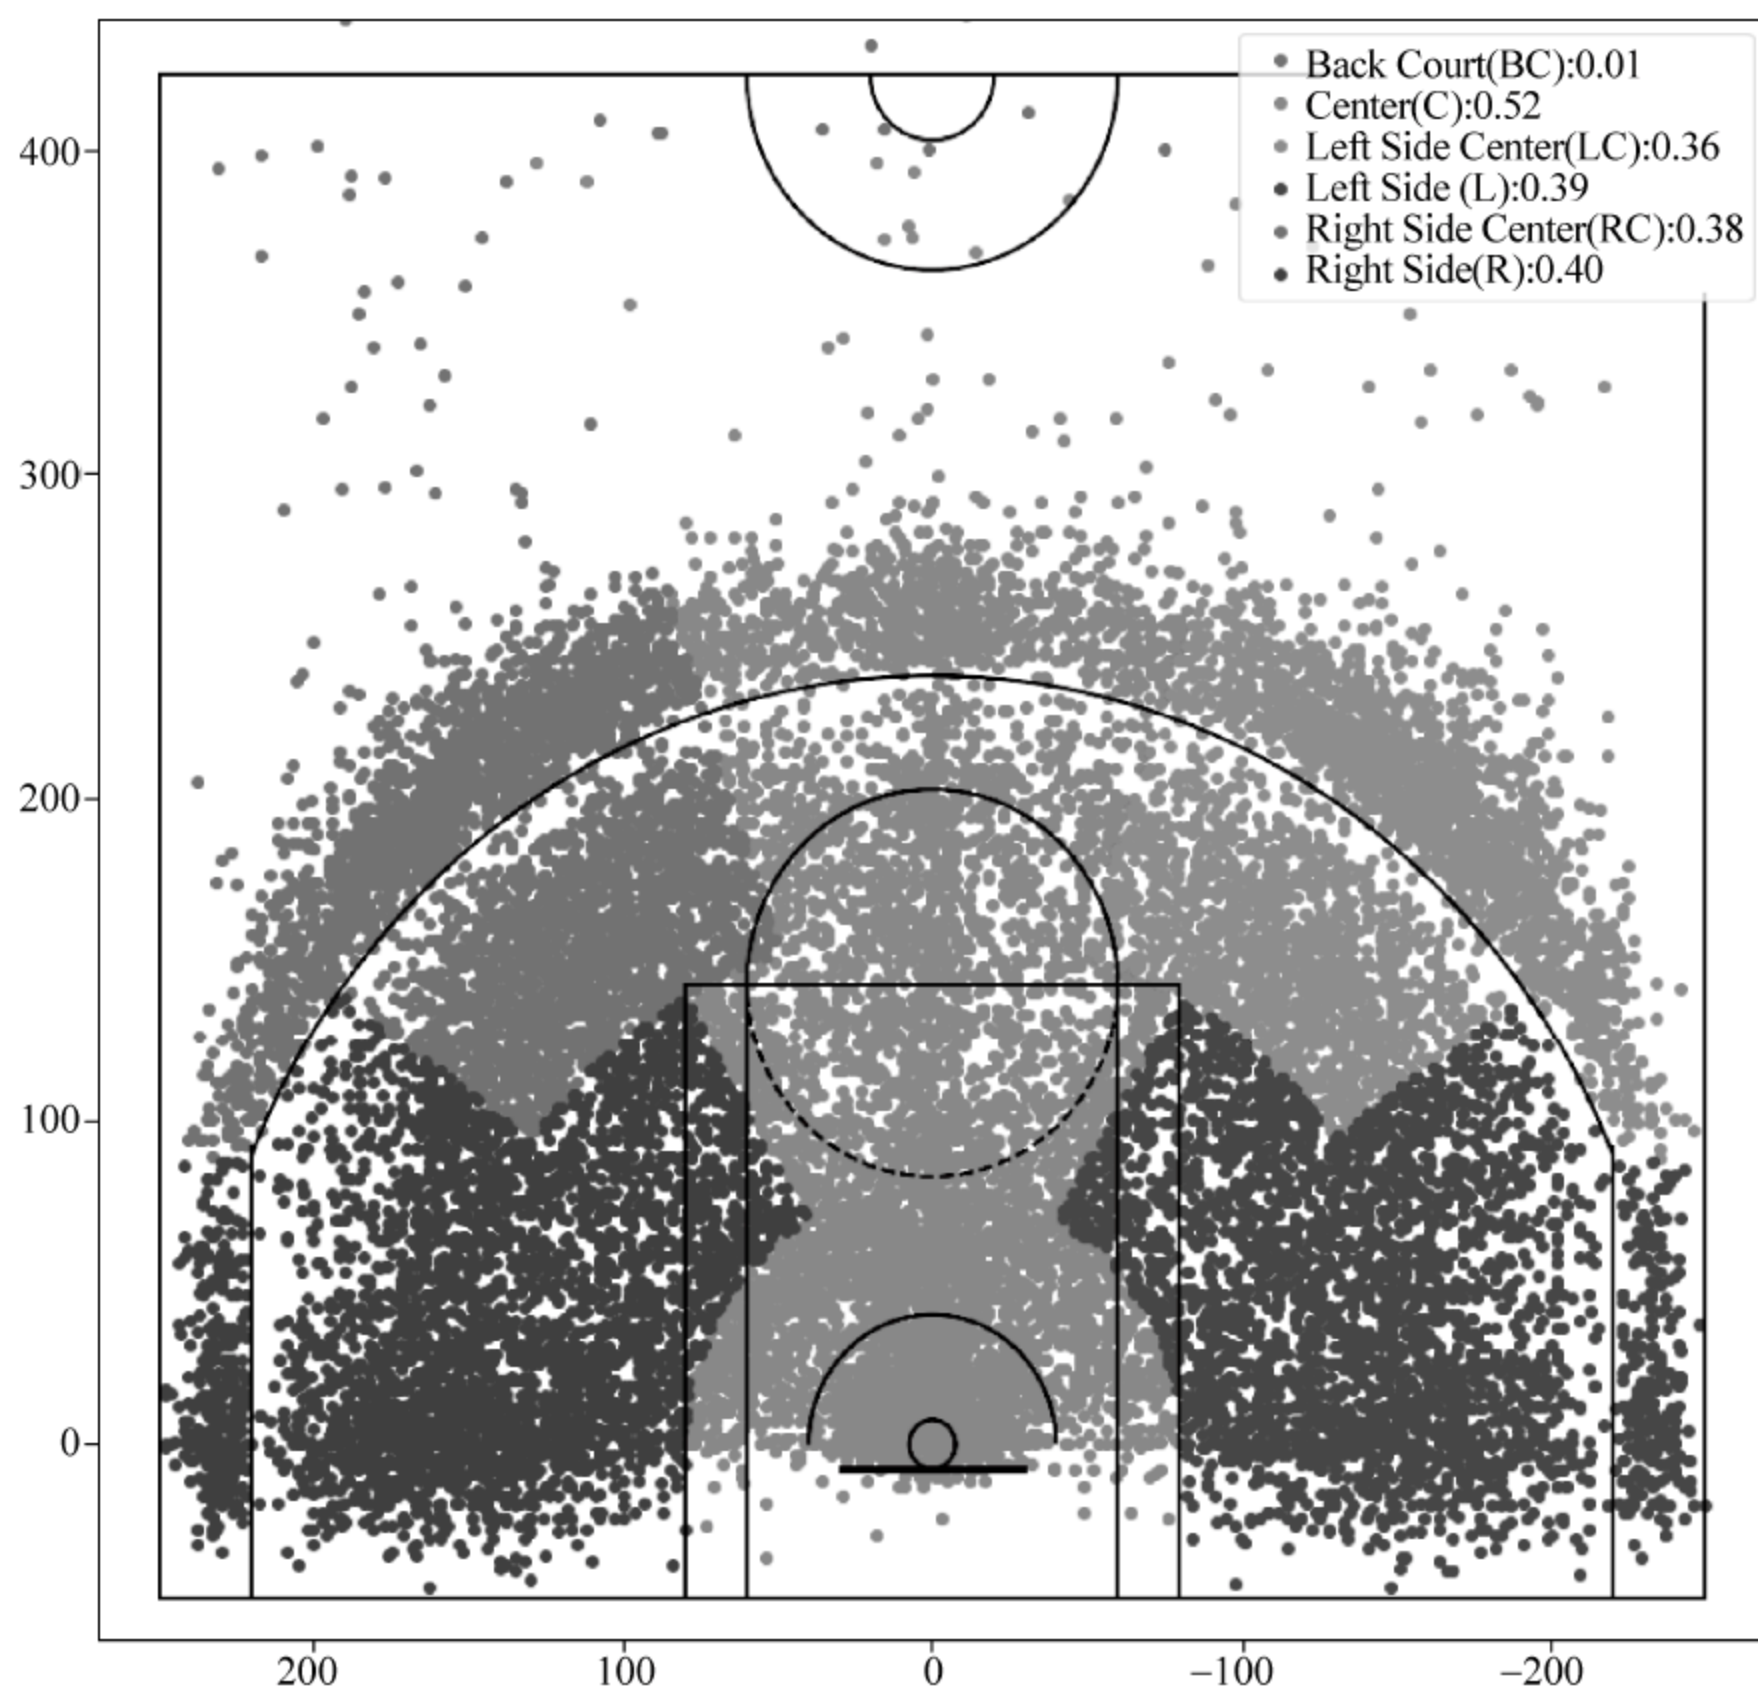 Back Court(BC):0.01
Center(C):0.52
Left Side Center(LC):0.36
Left Side (L):0.39
Right Side Center(RC):0.38
Right Side(R):0.40
400
300
200
100
0
200 100 0 −100 −200